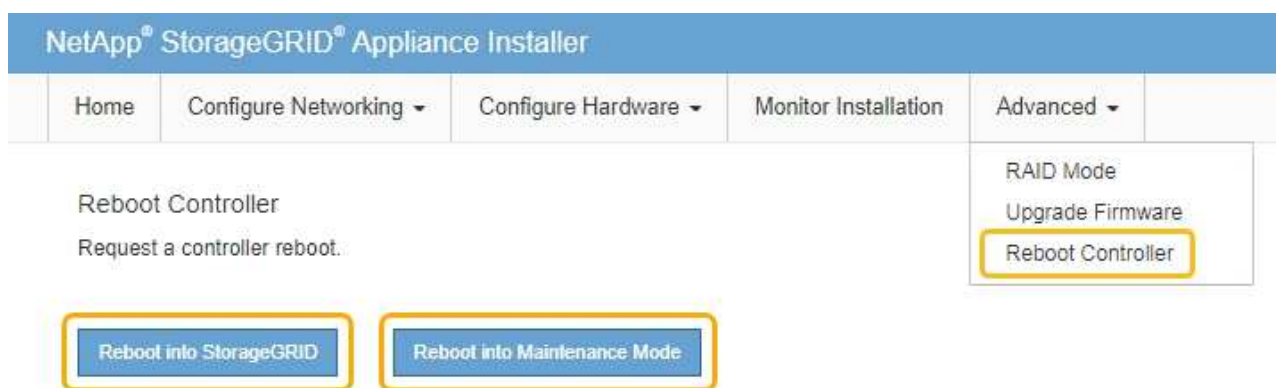 NetApp® StorageGRID® Appliance Installer
Home Configure Networking Configure Hardware Monitor Installation Advanced
RAID Mode
Upgrade Firmware
Reboot Controller
Reboot Controller
Request a controller reboot.
Reboot into StorageGRID Reboot into Maintenance Mode